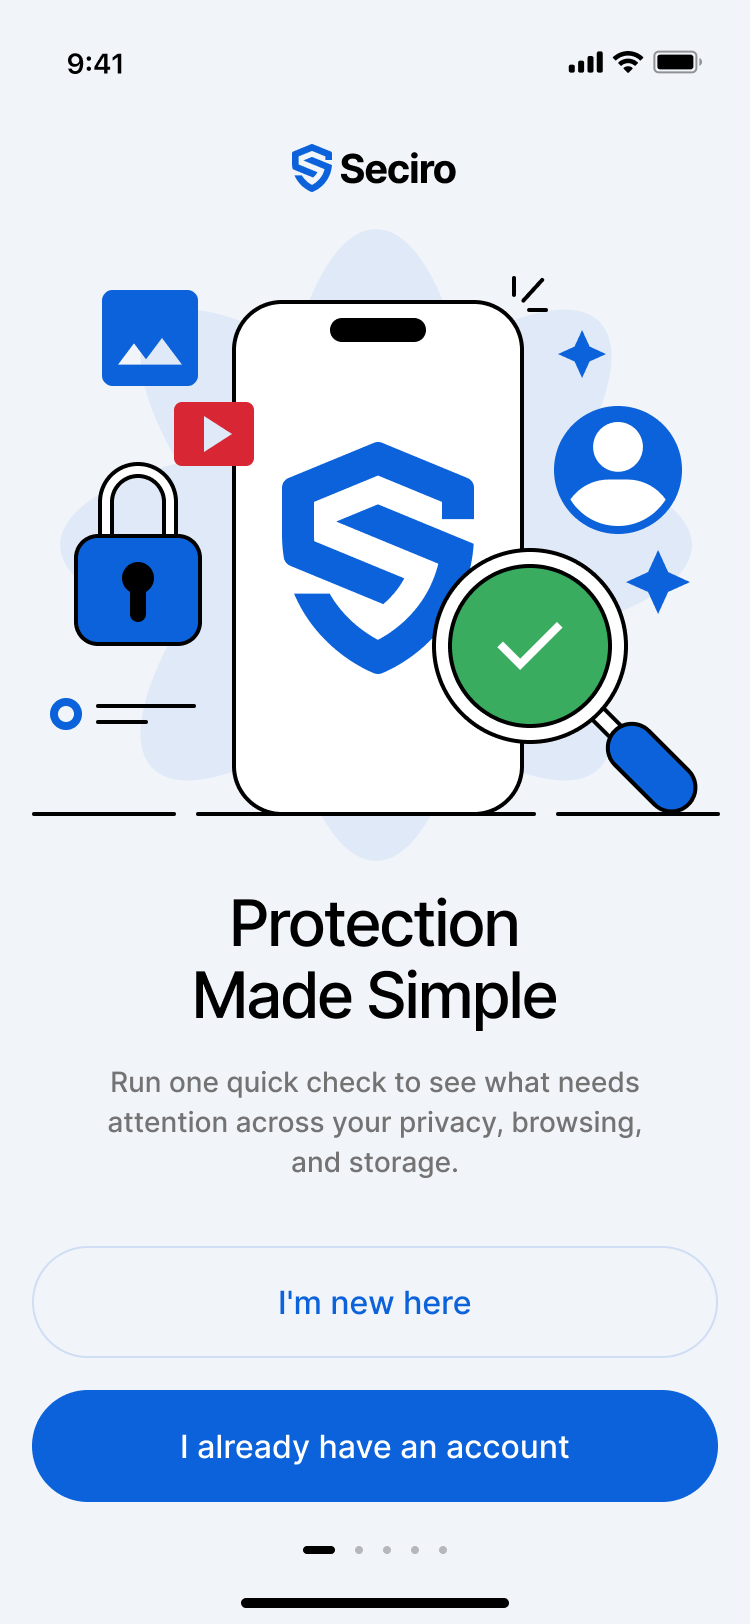 9:41
Seciro
Protection
Made Simple
Run one quick check to see what needs
attention across your privacy, browsing,
and storage.
I'm new here
I already have an account